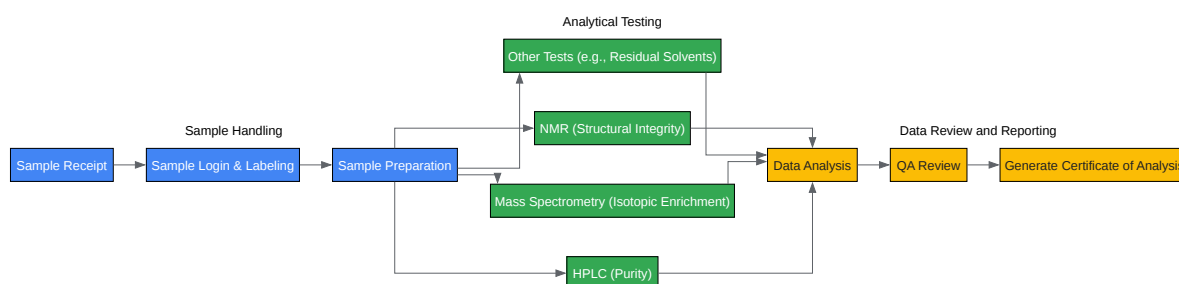 Analytical Testing
Other Tests (e.g., Residual Solvents)
NMR (Structural Integrity)
Sample Handling
Data Review and Reporting
Sample Receipt
Sample Login & Labeling
Sample Preparation
Data Analysis
QA Review
Generate Certificate of Analysis
Mass Spectrometry (Isotopic Enrichment)
HPLC (Purity)